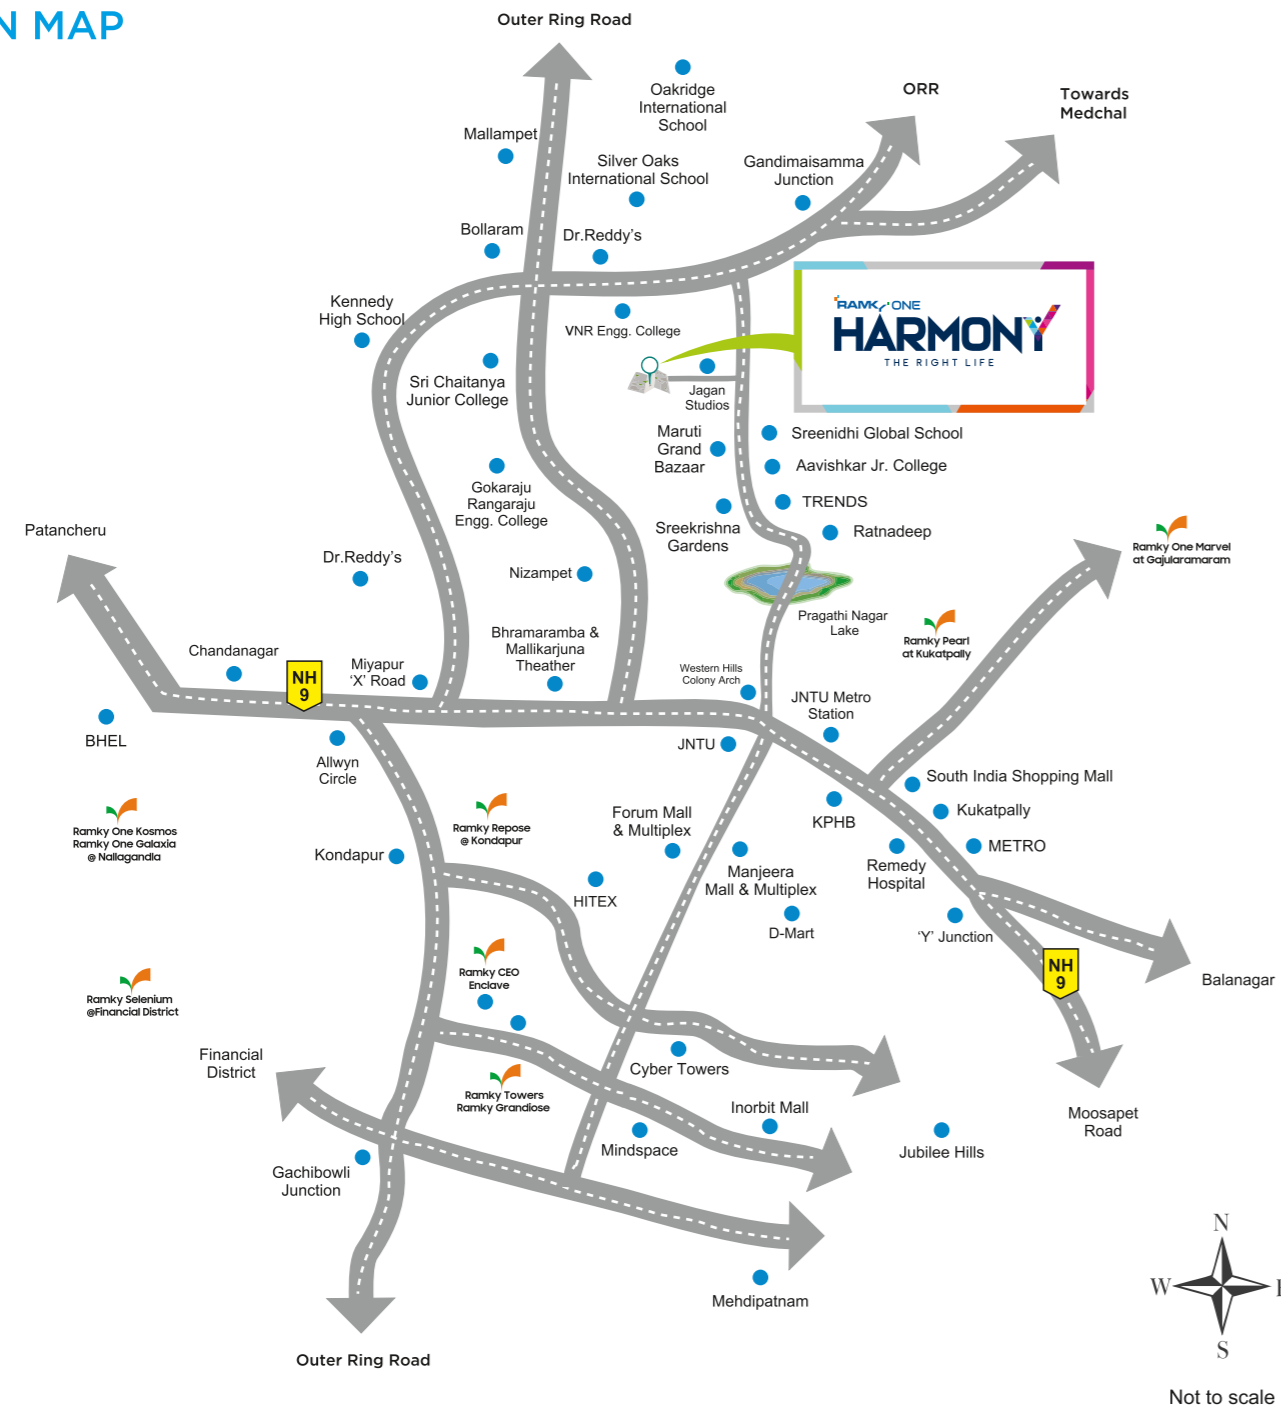 N MAP
Outer Ring Road
Oakridge
International
School
ORR
Towards
Medchal
Mallampet
Silver Oaks
International School
Gandimaisamma
Junction
Bollaram
Dr.Reddy's
Kennedy
High School
VNR Engg. College
RAMKY ONE
HARMONY
THE RIGHT LIFE
Sri Chaitanya
Junior College
Jagan
Studios
Maruti
Grand
Bazaar
Sreenidhi Global School
Aavishkar Jr. College
Gokaraju
Rangaraju
Engg. College
TRENDS
Sreekrishna
Gardens
Ratnadeep
Patancheru
Ramky One Marvel
at Gajularamaram
Dr.Reddy's
Nizampet
Pragathi Nagar
Lake
Ramky Pearl
at Kukatpally
Bhramaramba &
Mallikarjuna
Theather
Chandanagar
Miyapur
'X' Road
Western Hills
Colony Arch
NH
9
JNTU Metro
Station
BHEL
JNTU
Allwyn
Circle
South India Shopping Mall
Ramky One Kosmos
Ramky One Galaxia
@ Nallagandla
Ramky Repose
@ Kondapur
Forum Mall
& Multiplex
KPHB
Kukatpally
Kondapur
METRO
Remedy
Hospital
Manjeera
Mall & Multiplex
HITEX
D-Mart
'Y' Junction
Ramky CEO
Enclave
NH
9
Balanagar
Ramky Selenium
@Financial District
Financial
District
Cyber Towers
Ramky Towers
Ramky Grandiose
Inorbit Mall
Moosapet
Road
Mindspace
Jubilee Hills
Gachibowli
Junction
Mehdipatnam
Outer Ring Road
N
W
S
Not to scale